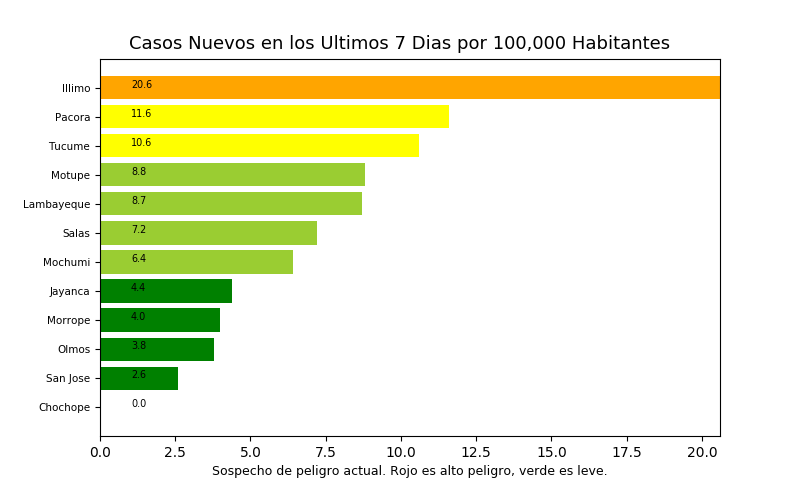 Casos Nuevos en los Ultimos 7 Dias por 100,000 Habitantes
Illimo 20.6
Pacora 11.6
Tucume 10.6
Motupe 8.8
Lambayeque 8.7
Salas 7.2
Mochumi 6.4
Jayanca 4.4
Morrope 4.0
Olmos 3.8
San Jose 2.6
Chochope 0.0
0.0 2.5 5.0 7.5 10.0 12.5 15.0 17.5 20.0
Sospecho de peligro actual. Rojo es alto peligro, verde es leve.